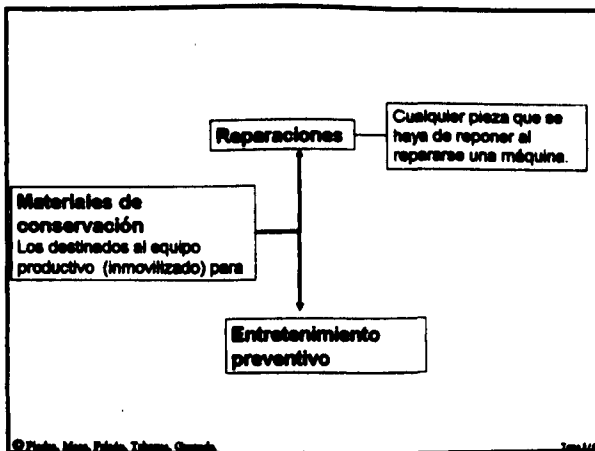 Reparaciones
Cualquier pieza que se
haya de reponer al
repararse una máquina.
Materiales de
conservación
Los destinados al equipo
productivo (inmovilizado) para
Entretenimiento
preventivo
©